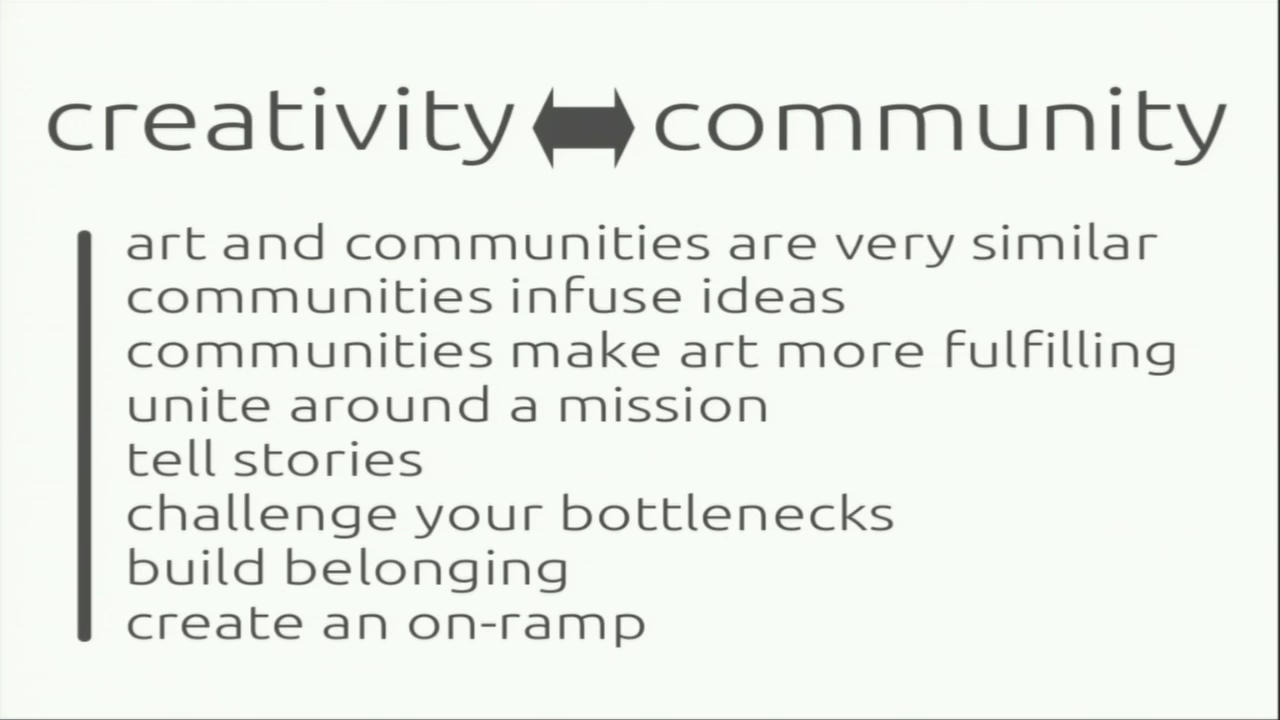 creativity ↔ community
art and communities are very similar
communities infuse ideas
communities make art more fulfilling
unite around a mission
tell stories
challenge your bottlenecks
build belonging
create an on-ramp